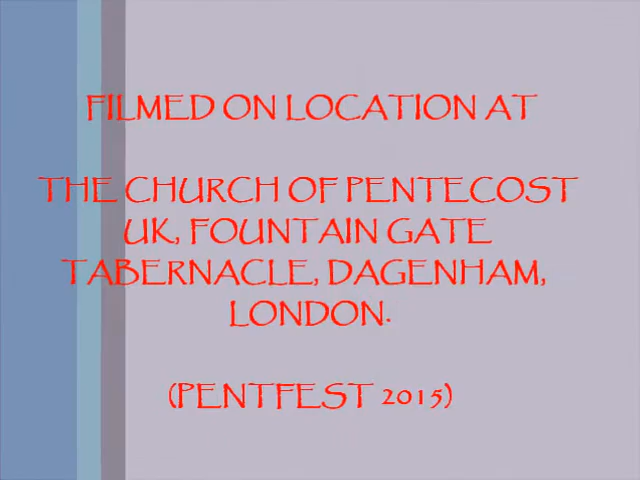 FILMED ON LOCATION AT
THE CHURCH OF PENTECOST
UK, FOUNTAIN GATE
TABERNACLE, DAGENHAM,
LONDON.
(PENTFEST 2015)